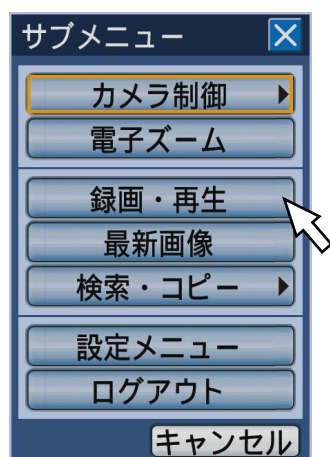 サブメニュー
カメラ制御
電子ズーム
録画・再生
最新画像
検索・コピー
設定メニュー
ログアウト
キャンセル